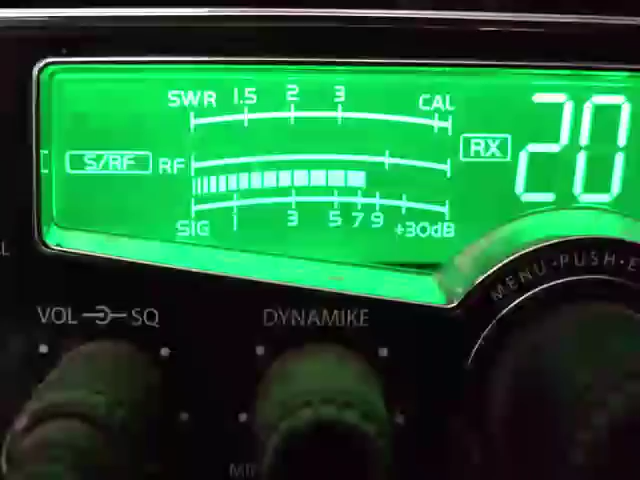 SWR 1.5 2 3 CAL
S/RF RF RX 20
SIG 1 3 5 7 9 +30dB
MENU·PUSH·E
VOL SQ DYNAMIKE